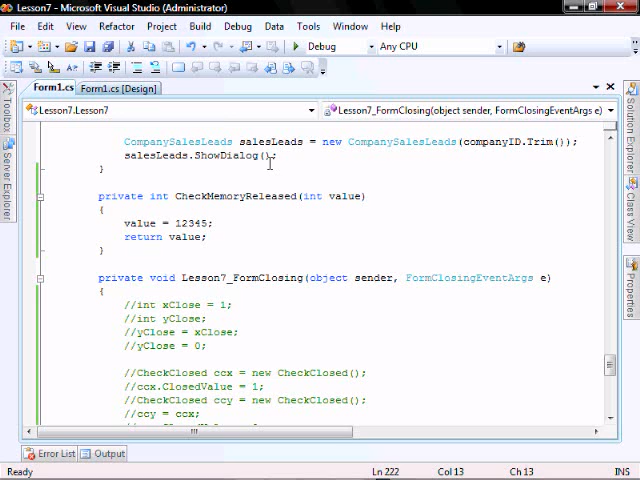 Lesson7 - Microsoft Visual Studio (Administrator)
File Edit View Refactor Project Build Debug Data Tools Window Help
Debug Any CPU
Form1.cs Form1.cs [Design]
Lesson7.Lesson7 Lesson7_FormClosing(object sender, FormClosingEventArgs e)
Toolbox
Server Explorer
CompanySalesLeads salesLeads = new CompanySalesLeads(companyID.Trim());
salesLeads.ShowDialog();
}
private int CheckMemoryReleased(int value)
{
value = 12345;
return value;
}
private void Lesson7_FormClosing(object sender, FormClosingEventArgs e)
{
//int xClose = 1;
//int yClose;
//yClose = xClose;
//yClose = 0;
//CheckClosed ccx = new CheckClosed();
//ccx.ClosedValue = 1;
//CheckClosed ccy = new CheckClosed();
//ccy = ccx;
Solution Explorer
Class View
Properties
Error List Output
Ready Ln 222 Col 13 Ch 13 INS